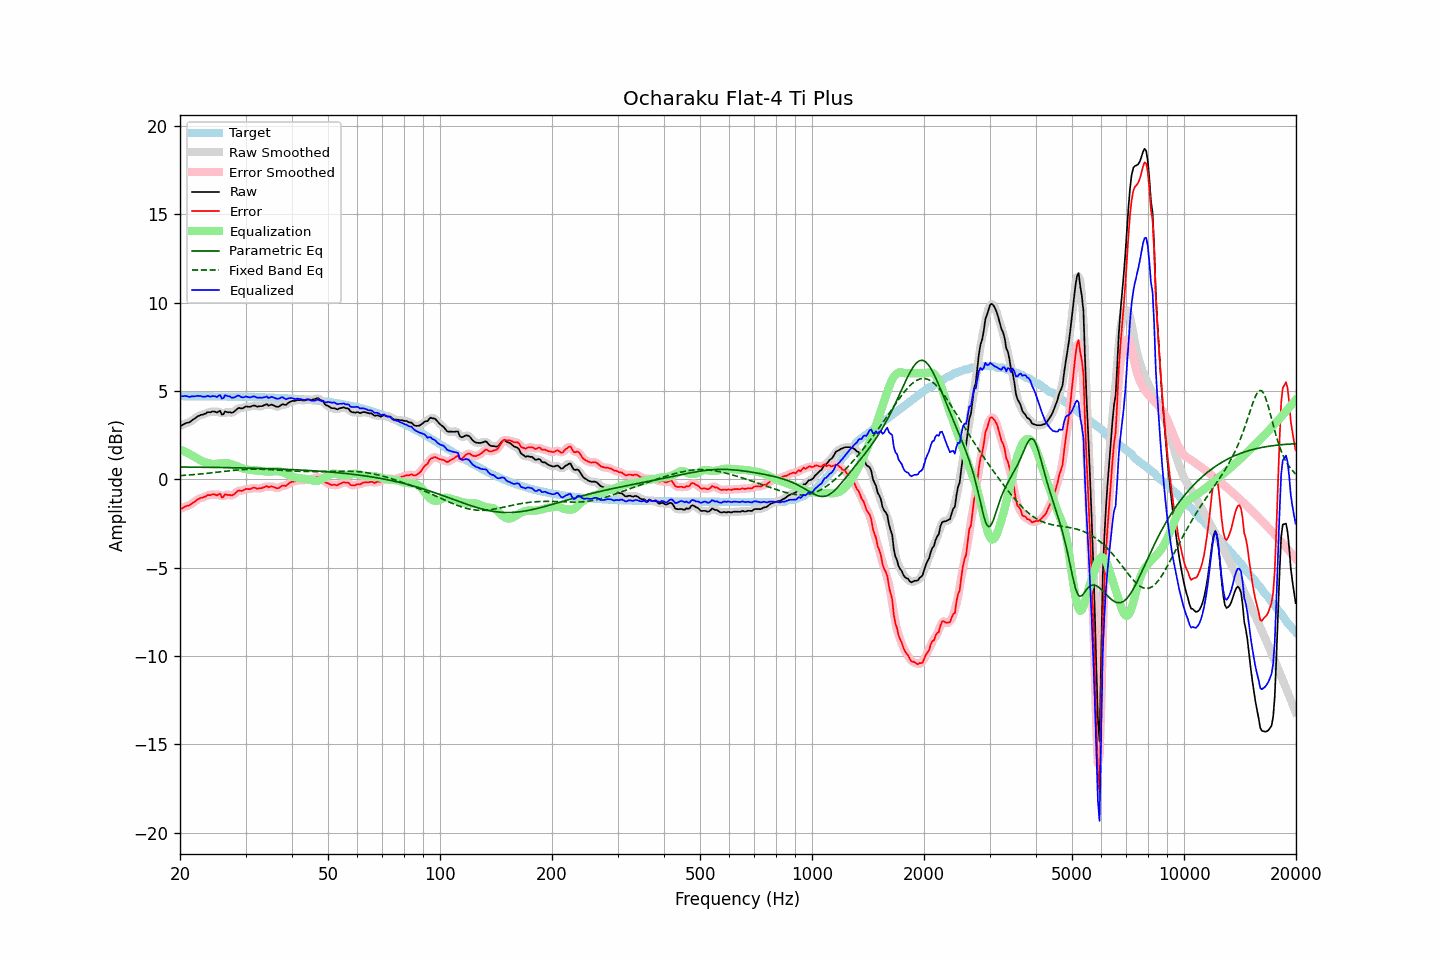 Ocharaku Flat-4 Ti Plus
Amplitude (dBr)
20
15
10
5
0
−5
−10
−15
−20
Target
Raw Smoothed
Error Smoothed
Raw
Error
Equalization
Parametric Eq
Fixed Band Eq
Equalized
20 50 100 200 500 1000 2000 5000 10000 20000
Frequency (Hz)